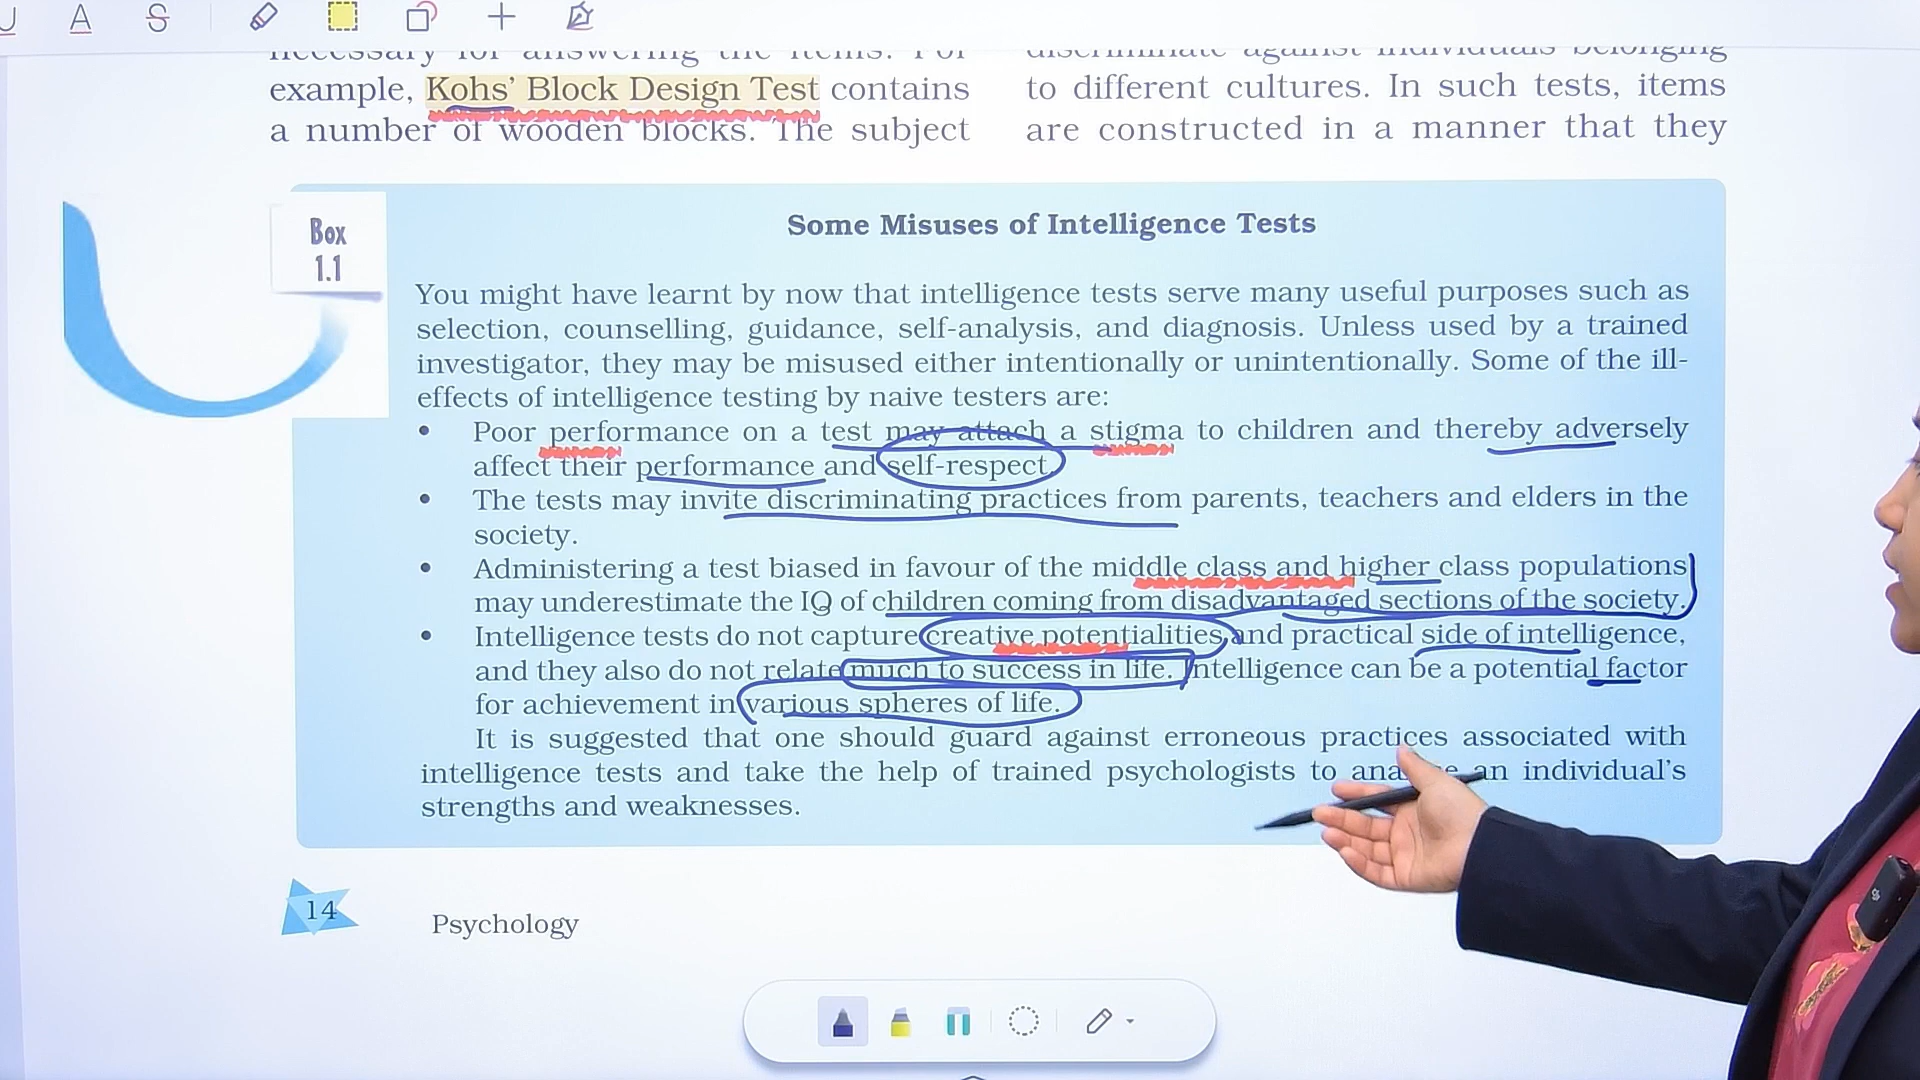 necessary for answering the items. For
example, Kohs' Block Design Test contains
a number of wooden blocks. The subject
discriminate against individuals belonging
to different cultures. In such tests, items
are constructed in a manner that they
Box
1.1
Some Misuses of Intelligence Tests
You might have learnt by now that intelligence tests serve many useful purposes such as
selection, counselling, guidance, self-analysis, and diagnosis. Unless used by a trained
investigator, they may be misused either intentionally or unintentionally. Some of the ill-
effects of intelligence testing by naive testers are:
• Poor performance on a test may attach a stigma to children and thereby adversely
affect their performance and self-respect.
• The tests may invite discriminating practices from parents, teachers and elders in the
society.
• Administering a test biased in favour of the middle class and higher class populations
may underestimate the IQ of children coming from disadvantaged sections of the society.
• Intelligence tests do not capture creative potentialities and practical side of intelligence,
and they also do not relate much to success in life. Intelligence can be a potential factor
for achievement in various spheres of life.
It is suggested that one should guard against erroneous practices associated with
intelligence tests and take the help of trained psychologists to an individual's
strengths and weaknesses.
14
Psychology